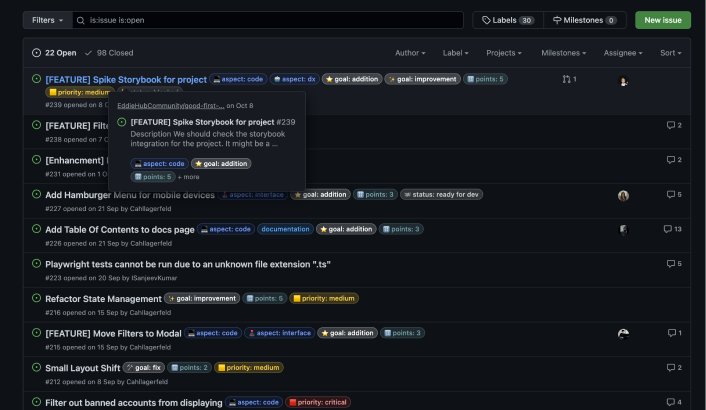 Filters
is:issue is:open
Labels 30
Milestones 0
New issue
22 Open
98 Closed
Author
Label
Projects
Milestones
Assignee
Sort
[FEATURE] Spike Storybook for project aspect: code aspect: dx goal: addition goal: improvement points: 5 1
priority: medium
#239 opened on 8
EddieHubCommunity/good-first-... on Oct 8
[FEATURE] Spike Storybook for project #239
Description We should check the storybook
integration for the project. It might be a ...
aspect: code goal: addition
points: 5 + more
[FEATURE] 2
#238 opened on 7
[Enhancment] 2
#231 opened on 1
Add Hamburger Menu for mobile devices aspect: interface goal: addition points: 3 status: ready for dev 5
#227 opened on 21 Sep by Cahllagerfeld
Add Table Of Contents to docs page aspect: code documentation goal: addition points: 3 13
#226 opened on 21 Sep by Cahllagerfeld
Playwright tests cannot be run due to an unknown file extension ".ts" 5
#223 opened on 20 Sep by ISanjeevKumar
Refactor State Management goal: improvement points: 5 priority: medium
#216 opened on 15 Sep by Cahllagerfeld
[FEATURE] Move Filters to Modal aspect: code aspect: interface goal: addition points: 3 1
#215 opened on 15 Sep by Cahllagerfeld
Small Layout Shift goal: fix points: 2 priority: medium 2
#212 opened on 8 Sep by Cahllagerfeld
Filter out banned accounts from displaying aspect: code priority: critical 4